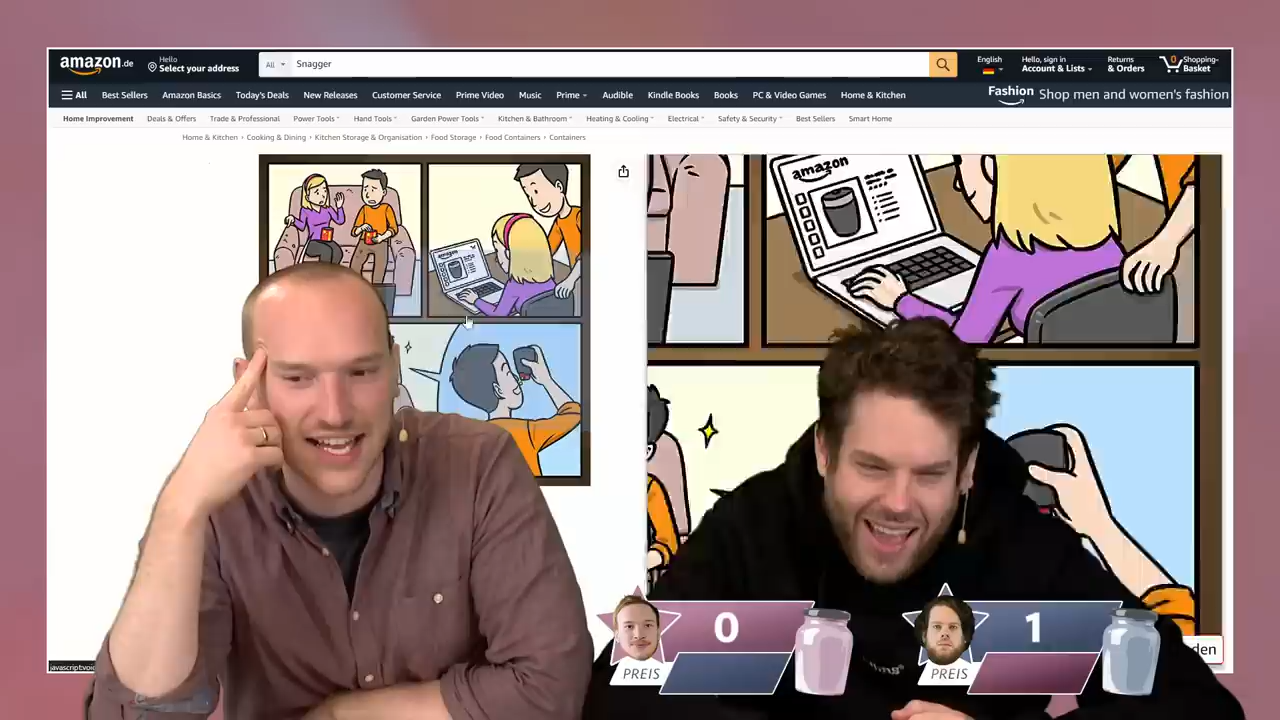 amazon.de
Hello
Select your address
All
Snagger
English
Hello, sign in
Account & Lists
Returns
& Orders
0
Shopping-
Basket
All
Best Sellers
Amazon Basics
Today's Deals
New Releases
Customer Service
Prime Video
Music
Prime
Audible
Kindle Books
Books
PC & Video Games
Home & Kitchen
Fashion
Shop men and women's fashion
Home Improvement
Deals & Offers
Trade & Professional
Power Tools
Hand Tools
Garden Power Tools
Kitchen & Bathroom
Heating & Cooling
Electrical
Safety & Security
Best Sellers
Smart Home
Home & Kitchen › Cooking & Dining › Kitchen Storage & Organisation › Food Storage › Food Containers › Containers
amazon
amazon
0
PREIS
1
PREIS
den